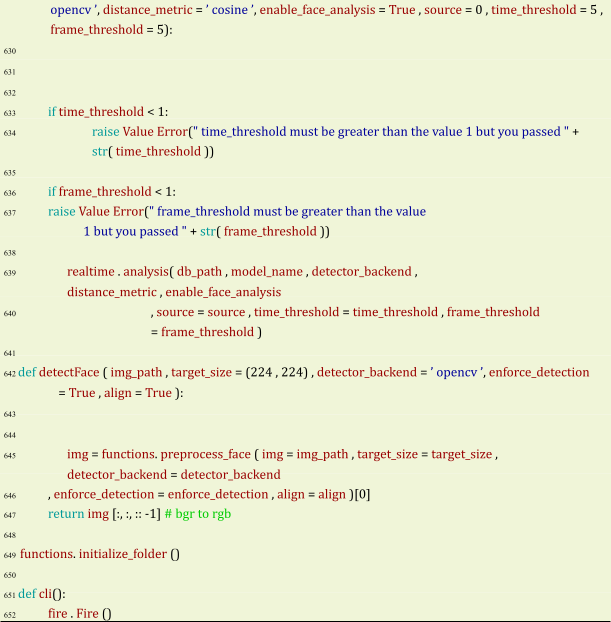 opencv ', distance_metric = ' cosine ', enable_face_analysis = True , source = 0 , time_threshold = 5 ,
frame_threshold = 5):
630
631
632
633 if time_threshold < 1:
634 raise Value Error(" time_threshold must be greater than the value 1 but you passed " +
str( time_threshold ))
635
636 if frame_threshold < 1:
637 raise Value Error(" frame_threshold must be greater than the value
1 but you passed " + str( frame_threshold ))
638
639 realtime . analysis( db_path , model_name , detector_backend ,
distance_metric , enable_face_analysis
640 , source = source , time_threshold = time_threshold , frame_threshold
= frame_threshold )
641
642 def detectFace ( img_path , target_size = (224 , 224) , detector_backend = ' opencv ', enforce_detection
= True , align = True ):
643
644
645 img = functions. preprocess_face ( img = img_path , target_size = target_size ,
detector_backend = detector_backend
646 , enforce_detection = enforce_detection , align = align )[0]
647 return img [:, :, :: -1] # bgr to rgb
648
649 functions. initialize_folder ()
650
651 def cli():
652 fire . Fire ()